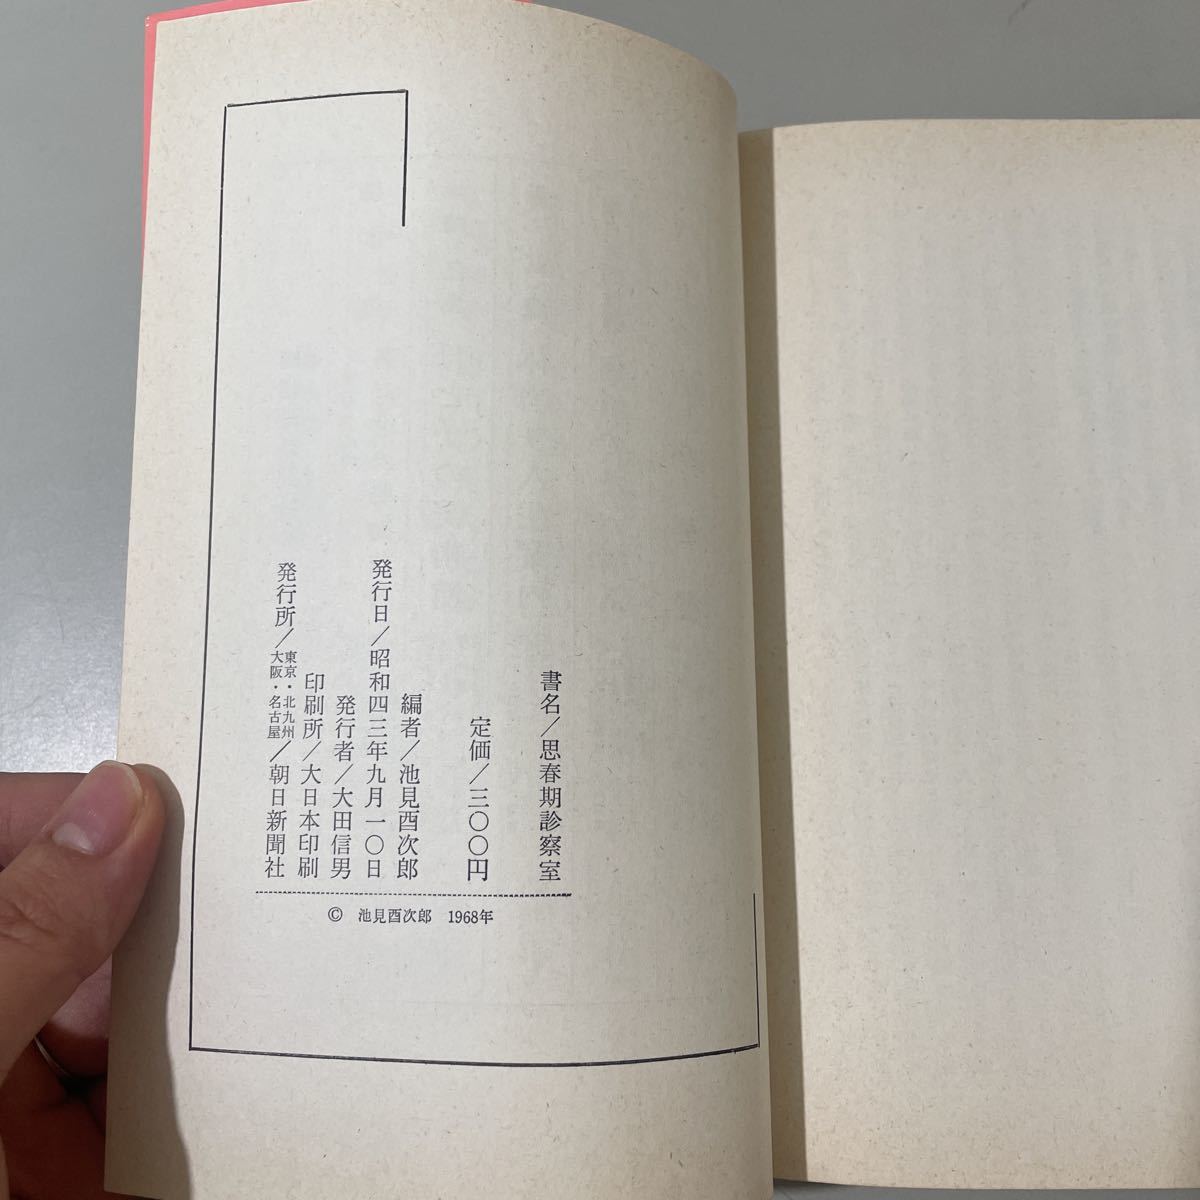 書名／思春期診察室
定価／三〇〇円
編者／池見酉次郎
発行日／昭和四三年九月一〇日
発行者／大田信男
印刷所／大日本印刷
発行所／東京・北九州大阪・名古屋／朝日新聞社
© 池見酉次郎 1968年